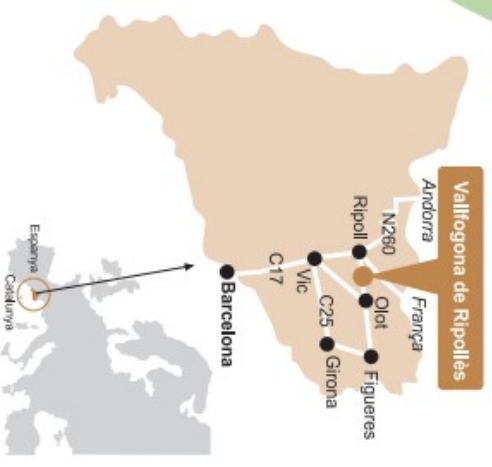 Vallfogona de Ripollès
Andorra
França
N260
Ripoll
Olot
Figueres
Vic
C25
Girona
C17
Barcelona
Espanya
Catalunya